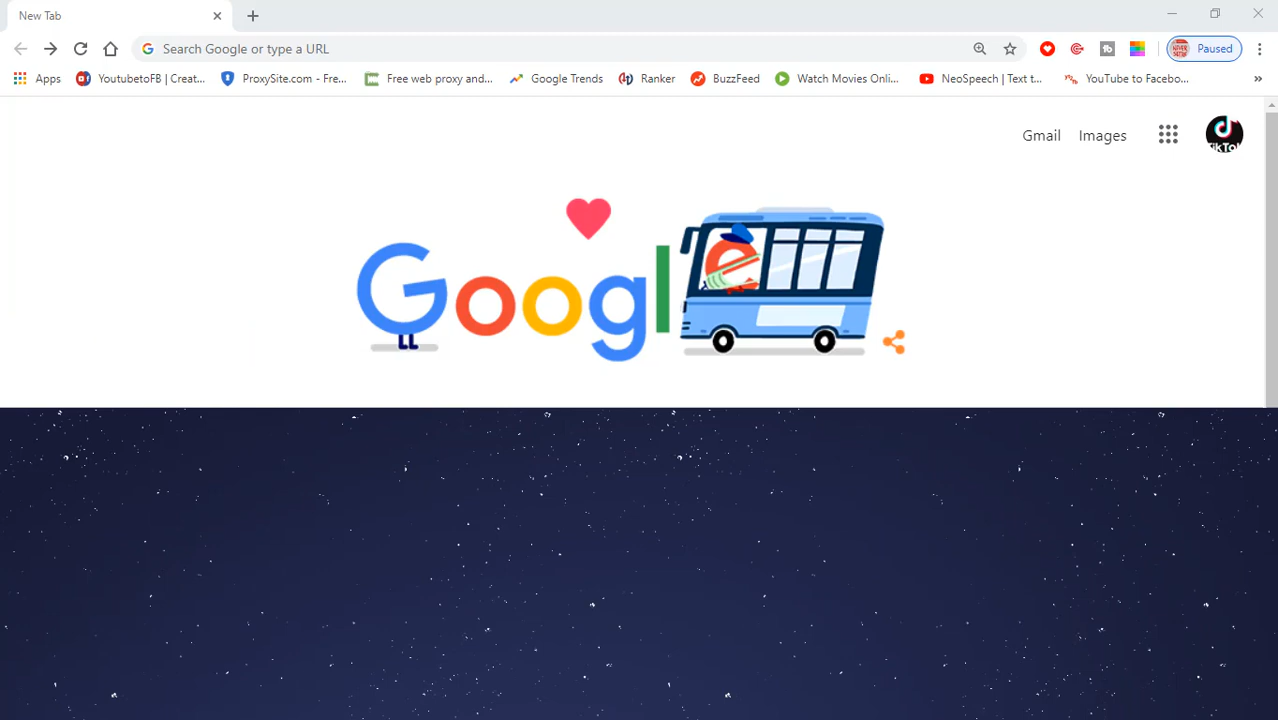 New Tab
Search Google or type a URL
Paused
Apps
YoutubetoFB | Creat...
ProxySite.com - Fre...
Free web proxy and...
Google Trends
Ranker
BuzzFeed
Watch Movies Onli...
NeoSpeech | Text t...
YouTube to Facebo...
Gmail
Images
TikTok
Google